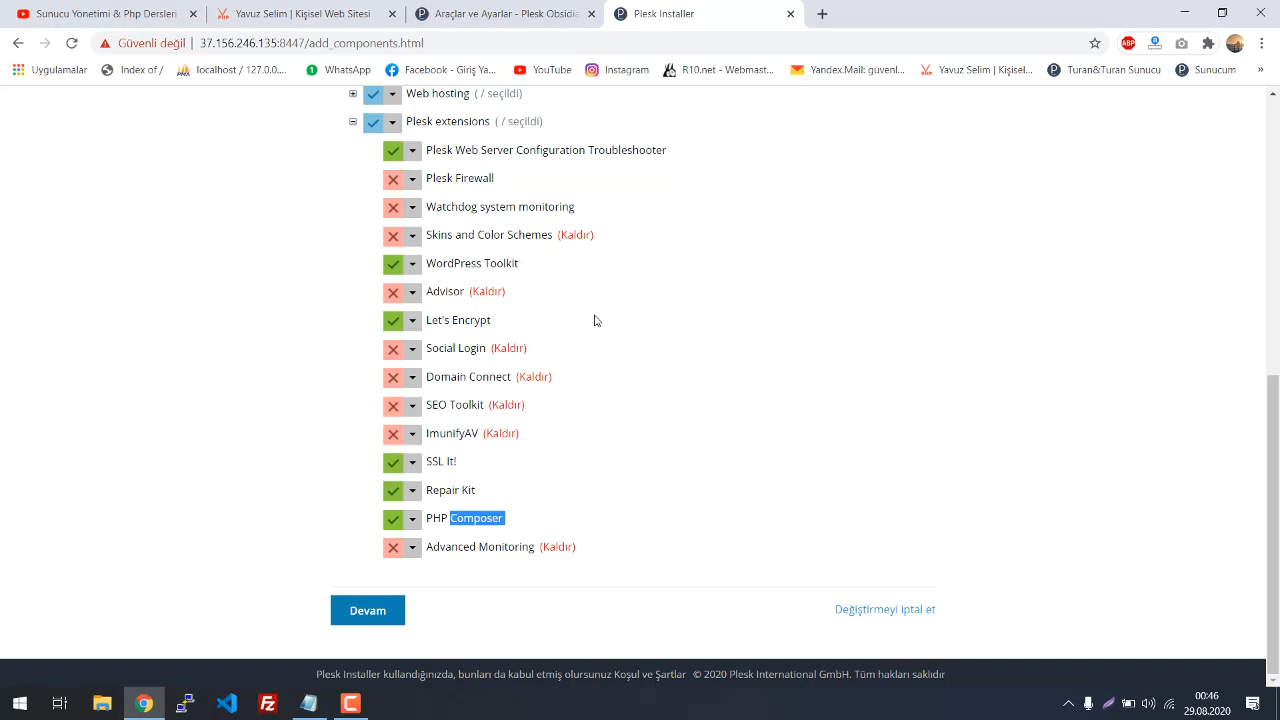 Sunucu Yönetimi & Php Dersleri
Yavuz Selim | Kişisel Web Sitesi
Araçlar ve Ayarlar - Plesk Obsidia
Plesk Installer
Güvenli değil | 37.156.246.135:8447/add_components.html
ABP
Uygulamalar
Index of /
localhost / 127.0.0....
WhatsApp
Facebook - Giriş \...
YouTube
Instagram
R10.net - Webmast...
Yandex.Mail: güvenl...
Yavuz Selim | Kişisel...
Turan Turan Sunucu
Sunucum
»
Web hosting ( / seçildi)
Plesk extensions ( / seçildi)
Plesk Web Server Configuration Troubleshooter
Plesk Firewall
Watchdog system monitoring
Skins and Color Schemes (Kaldır)
WordPress Toolkit
Advisor (Kaldır)
Let's Encrypt
Social Login (Kaldır)
Domain Connect (Kaldır)
SEO Toolkit (Kaldır)
ImunifyAV (Kaldır)
SSL It!
Repair Kit
PHP Composer
Advanced Monitoring (Kaldır)
Devam
Değiştirmeyi iptal et
Plesk Installer kullandığınızda, bunları da kabul etmiş olursunuz Koşul ve Şartlar © 2020 Plesk International GmbH. Tüm hakları saklıdır
00:46
29.08.2020